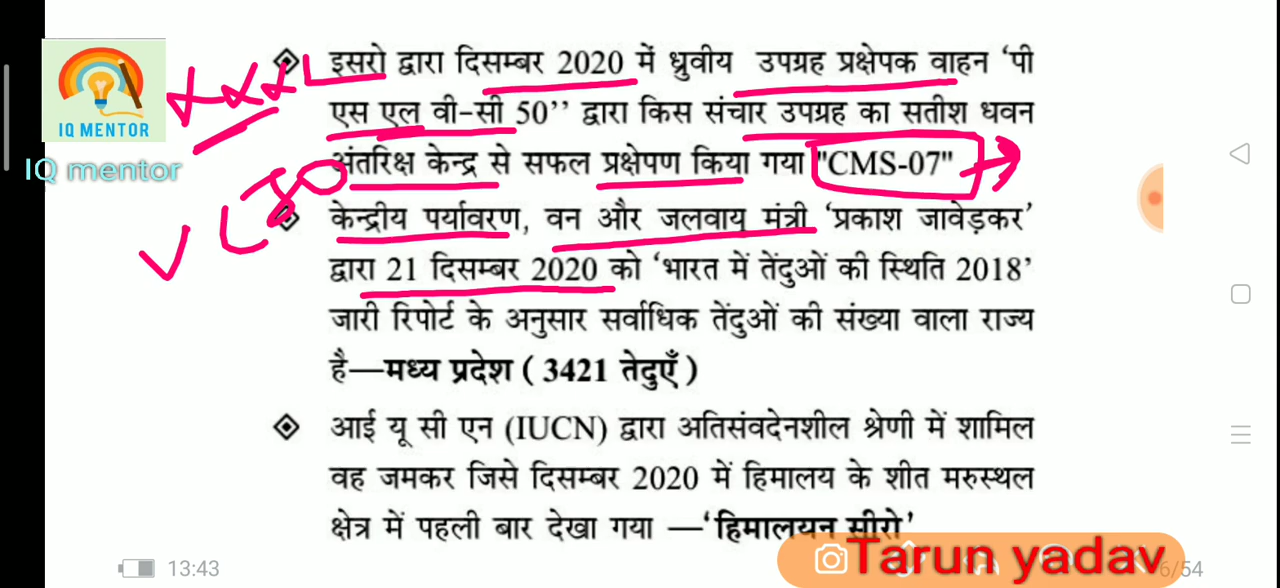 इसरो द्वारा दिसम्बर 2020 में ध्रुवीय उपग्रह प्रक्षेपक वाहन ‘पी
एस एल वी-सी 50’’ द्वारा किस संचार उपग्रह का सतीश धवन
अंतरिक्ष केन्द्र से सफल प्रक्षेपण किया गया "CMS-07"
केन्द्रीय पर्यावरण, वन और जलवायु मंत्री ‘प्रकाश जावेड़कर’
द्वारा 21 दिसम्बर 2020 को ‘भारत में तेंदुओं की स्थिति 2018’
जारी रिपोर्ट के अनुसार सर्वाधिक तेंदुओं की संख्या वाला राज्य
है—मध्य प्रदेश ( 3421 तेदुएँ )
आई यू सी एन (IUCN) द्वारा अतिसंवदेनशील श्रेणी में शामिल
वह जमकर जिसे दिसम्बर 2020 में हिमालय के शीत मरुस्थल
क्षेत्र में पहली बार देखा गया —‘हिमालयन सीरो’
IQ MENTOR
IQ mentor
13:43
Tarun yadav
6/54